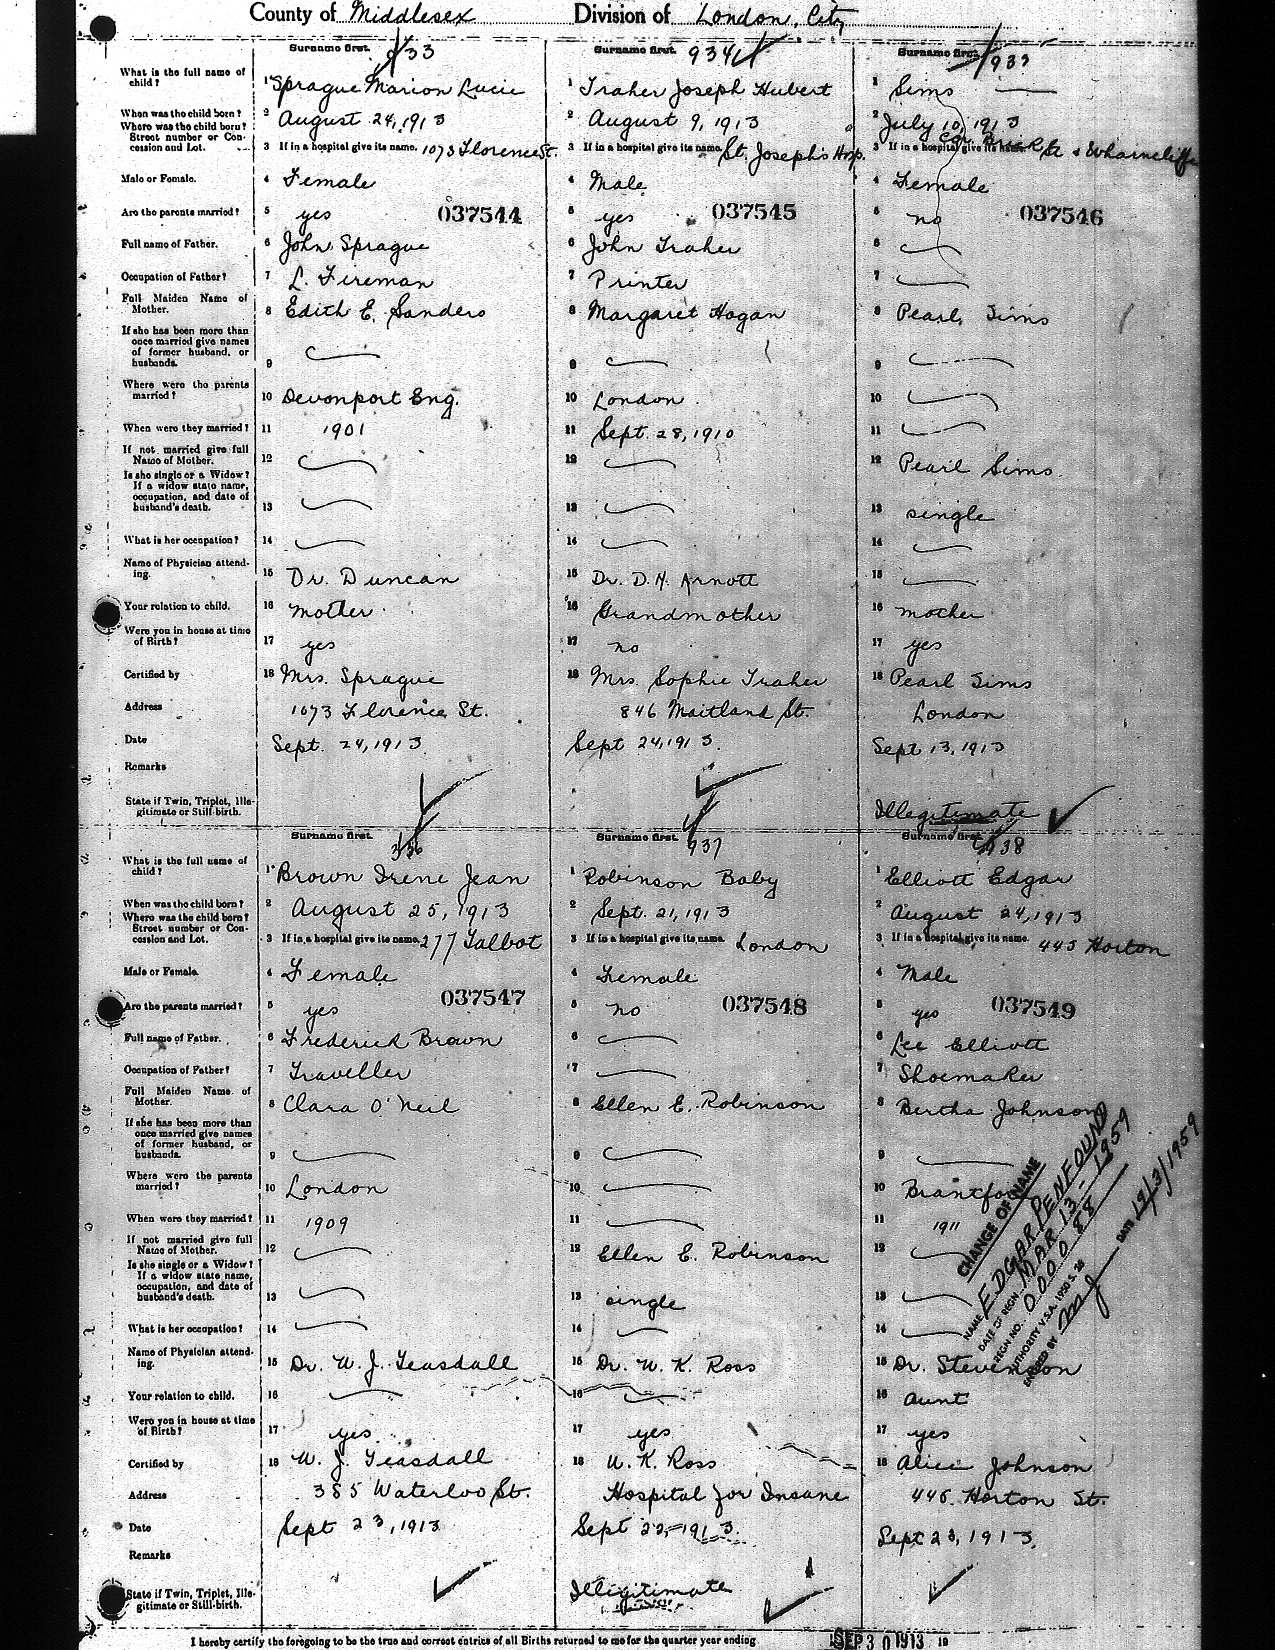 County of Middlesex Division of London, City
Surname first. 933 Surname first. 934 Surname first.
What is the full name of child? 1 Sprague Marion Lucie 1 Traher Joseph Hubert 1 Sims
When was the child born? 2 August 24, 1913 2 August 9, 1913 2 July 10, 1913
Where was the child born? Street number or Concession and Lot. 3 If in a hospital give its name. 1073 Florence St. 3 If in a hospital give its name. St. Joseph's Hosp. 3 If in a hospital give its name. & Wharncliffe
Male or Female. 4 Female 4 Male 4 Female
Are the parents married? 5 yes 037544 5 yes 037545 5 no 037546
Full name of Father. 6 John Sprague 6 John Traher 6
Occupation of Father? 7 L. Fireman 7 Printer 7
Full Maiden Name of Mother. 8 Edith E. Sanders 8 Margaret Hogan 8 Pearl Sims
If she has been more than once married give names of former husband, or husbands. 9 9 9
Where were the parents married? 10 Devonport Eng. 10 London 10
When were they married? 11 1901 11 Sept. 28, 1910 11
If not married give full Name of Mother. 12 12 12 Pearl Sims
Is she single or a Widow? If a widow state name, occupation, and date of husband's death. 13 13 13 single
What is her occupation? 14 14 14
Name of Physician attending. 15 Dr. Duncan 15 Dr. D. H. Arnott 15
Your relation to child. 16 mother 16 Grandmother 16 mother
Were you in house at time of Birth? 17 yes 17 no 17 yes
Certified by 18 Mrs. Sprague 18 Mrs Sophie Traher 18 Pearl Sims
Address 1073 Florence St. 846 Maitland St. London
Date Sept. 24, 1913 Sept 24, 1913. Sept 13, 1913
Remarks
State if Twin, Triplet, Illegitimate or Still-birth. Illegitimate
Surname first. 936 Surname first. 937 Surname first. 938
What is the full name of child? 1 Brown Irene Jean 1 Robinson Baby 1 Elliott Edgar
When was the child born? 2 August 25, 1913 2 Sept. 21, 1913 2 August 24, 1913
Where was the child born? Street number or Concession and Lot. 3 If in a hospital give its name. 277 Talbot 3 If in a hospital give its name. London 3 If in a hospital give its name. 445 Horton
Male or Female. 4 Female 4 Female 4 Male
Are the parents married? 5 yes 037547 5 no 037548 5 yes 037549
Full name of Father. 6 Frederick Brown 6 6 Lee Elliott
Occupation of Father? 7 Traveller 7 7 Shoemaker
Full Maiden Name of Mother. 8 Clara O'Neil 8 Ellen E. Robinson 8 Bertha Johnson
If she has been more than once married give names of former husband, or husbands. 9 9 9
Where were the parents married? 10 London 10 10 Brantford
When were they married? 11 1909 11 11 1911
If not married give full Name of Mother. 12 12 Ellen E. Robinson 12
Is she single or a Widow? If a widow state name, occupation, and date of husband's death. 13 13 single 13
What is her occupation? 14 14 14
Name of Physician attending. 15 Dr. W. J. Teasdall 15 Dr. W. K. Ross 15 Dr. Stevenson
Your relation to child. 16 16 16 Aunt
Were you in house at time of Birth? 17 yes 17 yes 17 yes
Certified by 18 W. J. Teasdall 18 W. K. Ross 18 Alice Johnson
Address 385 Waterloo St. Hospital for Insane 446 Horton St.
Date Sept 23, 1913 Sept 22, 1913. Sept 23, 1913.
Remarks
State if Twin, Triplet, Illegitimate or Still-birth. Illegitimate
CHANGE OF NAME
NAME EDGAR PENFOUND
DATE OF REGN. MAR. 13-1959
REGN NO. 000088
AUTHORITY V.S.A. 1950 S. 28
ENTERED BY DATE 19/3/1959
I hereby certify the foregoing to be the true and correct entries of all Births returned to me for the quarter year ending SEP 30 1913 19